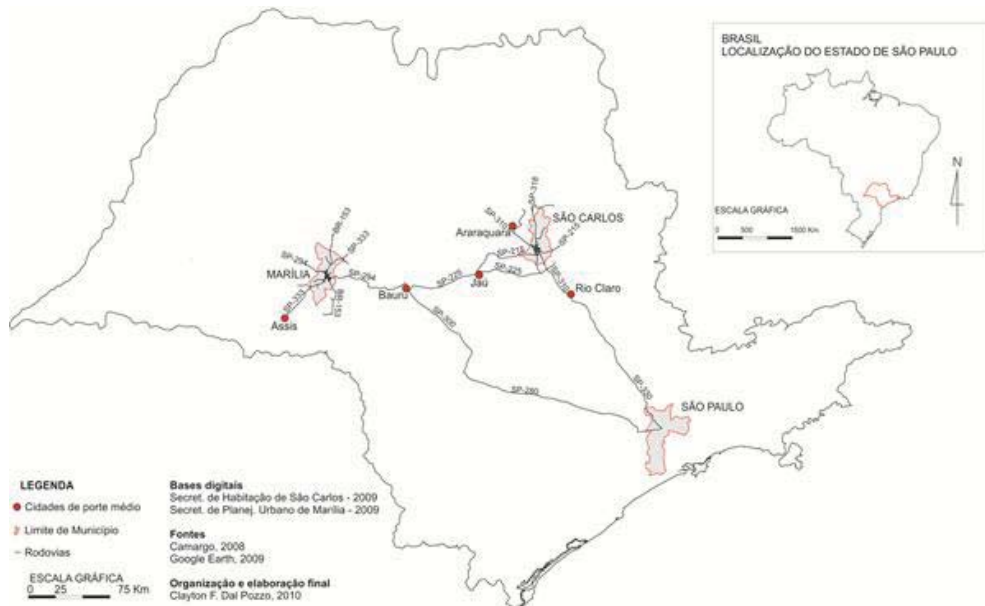 BRASIL
LOCALIZAÇÃO DO ESTADO DE SÃO PAULO
N
ESCALA GRÁFICA
0 500 1500 Km
SP-318
SP-310
SÃO CARLOS
Araraquara
SP-215
BR-153
SP-333
SP-294
MARÍLIA
SP-294
SP-225
Jaú
SP-225
SP-310
Bauru
Rio Claro
SP-333
BR-153
Assis
SP-300
SP-280
SP-330
SÃO PAULO
LEGENDA
Cidades de porte médio
Limite de Município
Rodovias
ESCALA GRÁFICA
0 25 75 Km
Bases digitais
Secret. de Habitação de São Carlos - 2009
Secret. de Planej. Urbano de Marília - 2009
Fontes
Camargo, 2008
Google Earth, 2009
Organização e elaboração final
Clayton F. Dal Pozzo, 2010